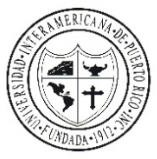 UNIVERSIDAD • INTERAMERICANA • DE • PUERTO RICO • INC •
FUNDADA • 1912